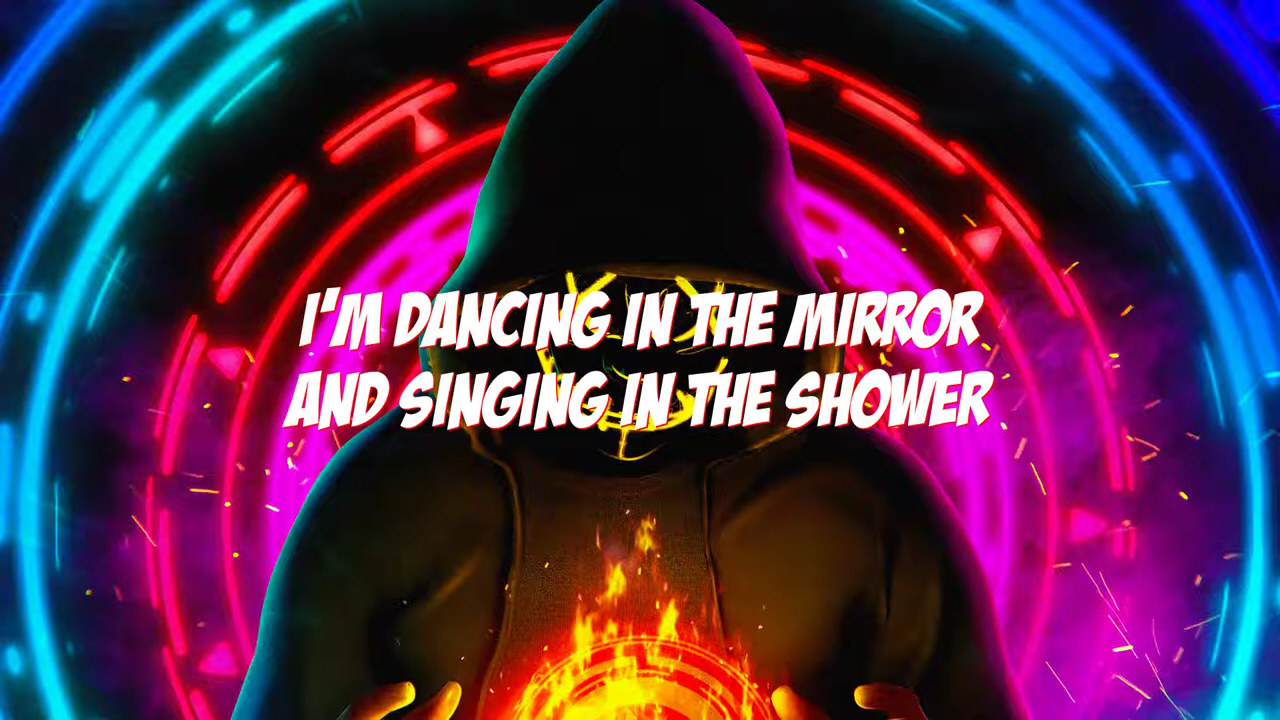 I'M DANCING IN THE MIRROR
AND SINGING IN THE SHOWER